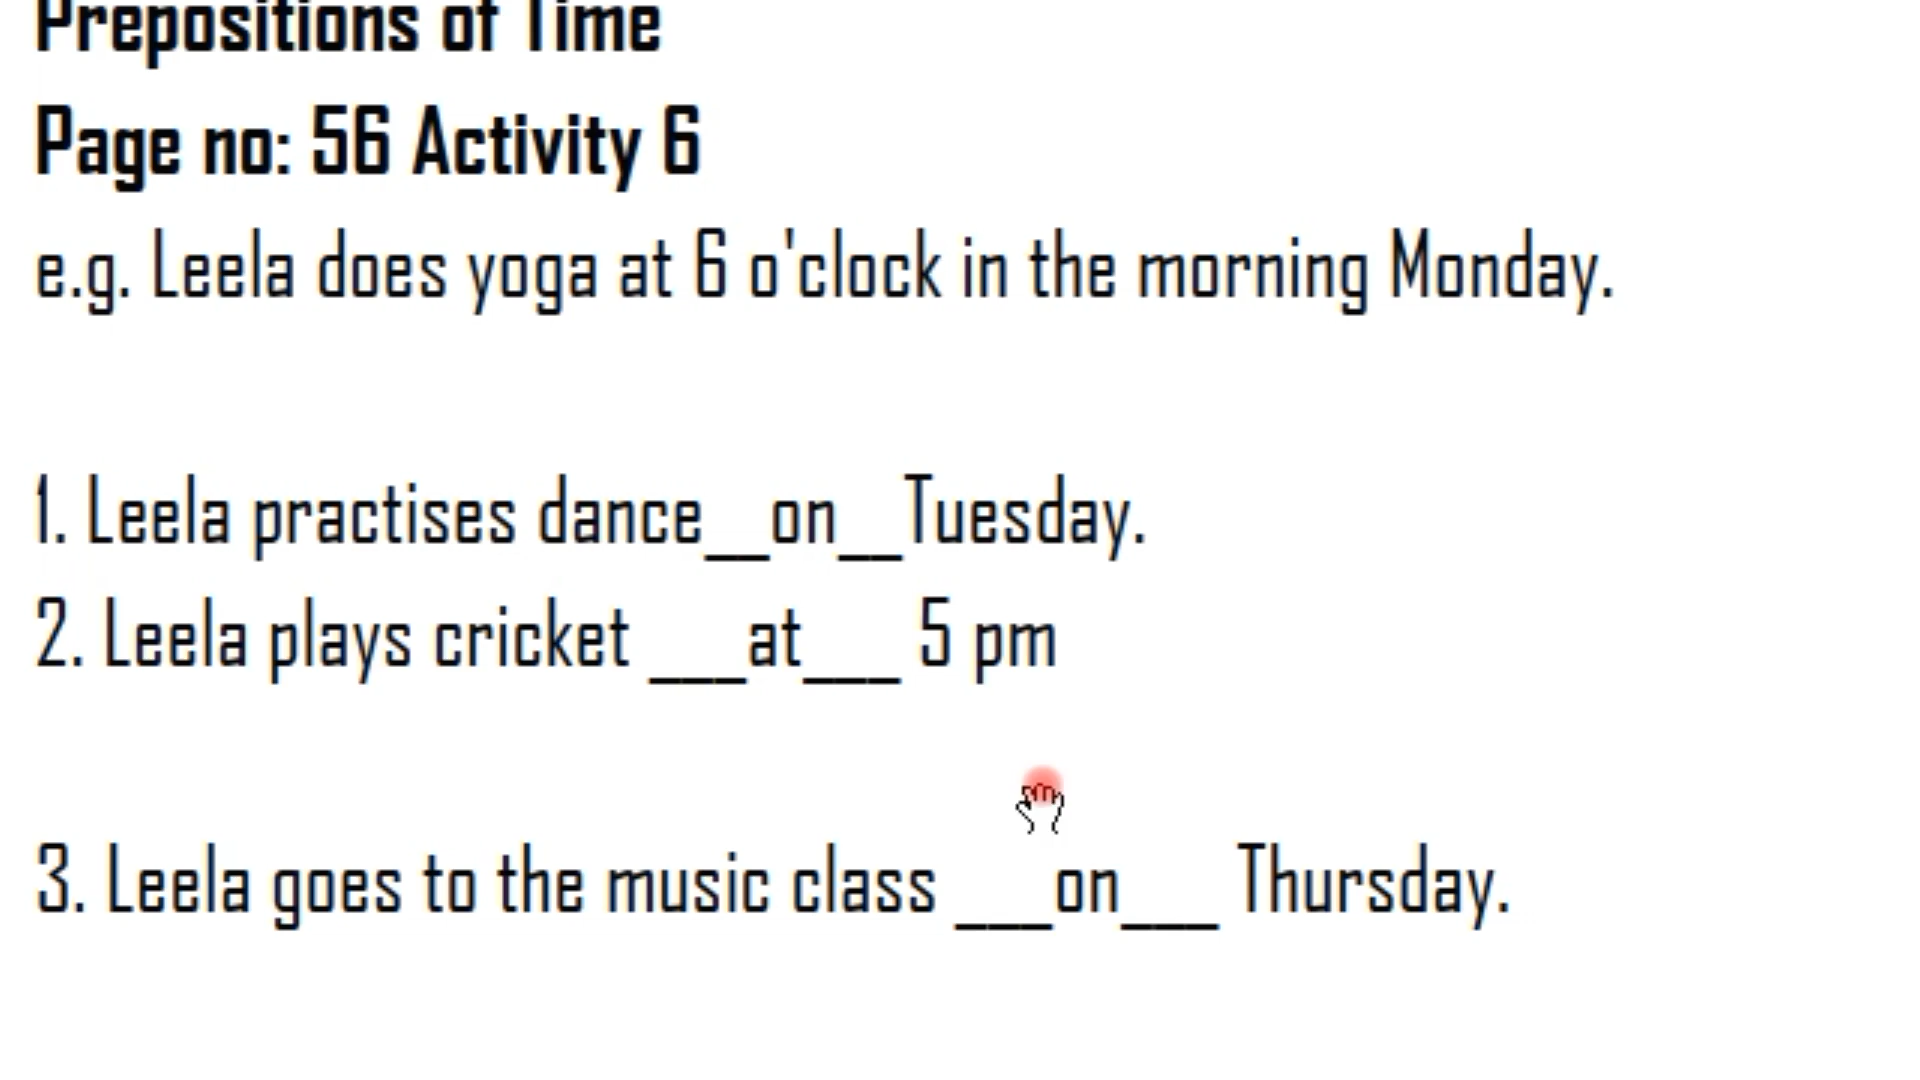 Prepositions of Time
Page no: 56 Activity 6
e.g. Leela does yoga at 6 o'clock in the morning Monday.
1. Leela practises dance__on__Tuesday.
2. Leela plays cricket ___at___ 5 pm
3. Leela goes to the music class ___on___ Thursday.